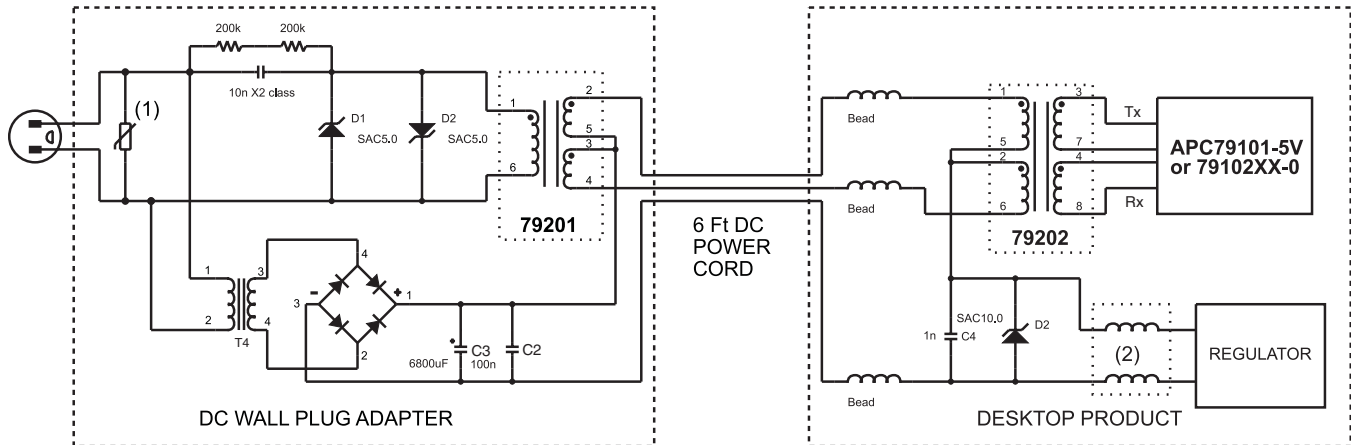 200k 200k
10n X2 class
(1)
D1
SAC5.0
D2
SAC5.0
1
6
2
5
3
4
79201
1
2
3
4
T4
4
-
3
+
1
2
6800uF
+
C3
100n
C2
DC WALL PLUG ADAPTER
6 Ft DC
POWER
CORD
Bead
Bead
Bead
1
5
2
6
3
7
4
8
79202
Tx
Rx
APC79101-5V
or 79102XX-0
SAC10.0
1n
C4
D2
(2)
REGULATOR
DESKTOP PRODUCT